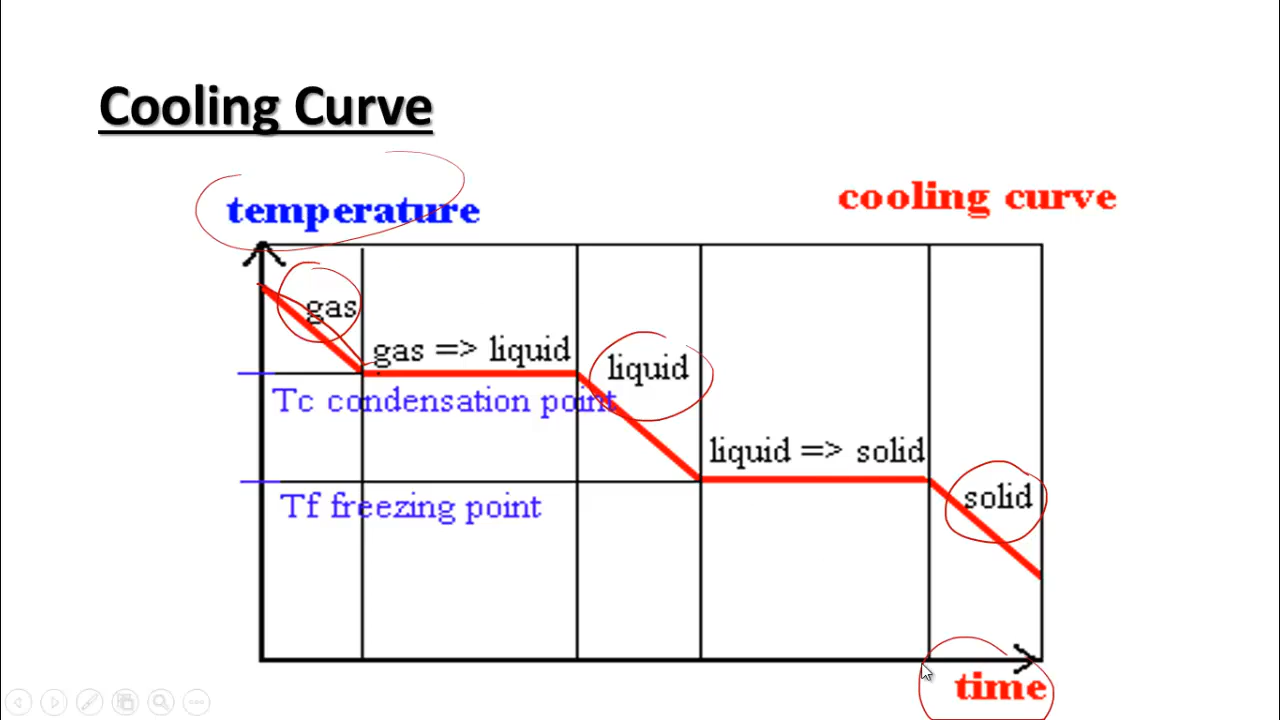 Cooling Curve
temperature
cooling curve
gas
gas => liquid
liquid
Tc condensation point
liquid => solid
Tf freezing point
solid
time